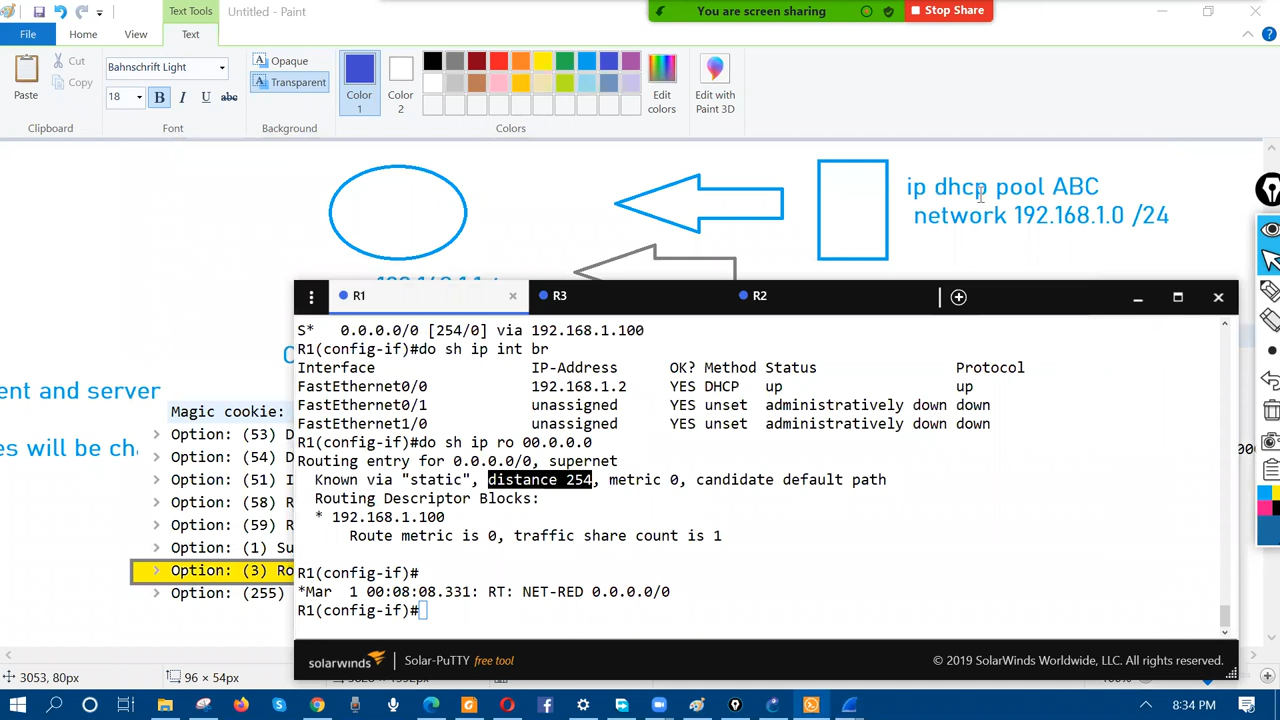 Text Tools
Untitled - Paint
You are screen sharing
Stop Share
File
Home
View
Text
Paste
Cut
Copy
Clipboard
Bahnschrift Light
18
B
I
U
abc
Font
Opaque
Transparent
Background
Color
1
Color
2
Edit
colors
Colors
Edit with
Paint 3D
ip dhcp pool ABC
network 192.168.1.0 /24
ent and server
es will be cha
Magic cookie:
Option: (53) D
Option: (54) D
Option: (51) I
Option: (58) R
Option: (59) R
Option: (1) Su
Option: (3) Ro
Option: (255)
R1
R3
R2
S* 0.0.0.0/0 [254/0] via 192.168.1.100
R1(config-if)#do sh ip int br
Interface IP-Address OK? Method Status Protocol
FastEthernet0/0 192.168.1.2 YES DHCP up up
FastEthernet0/1 unassigned YES unset administratively down down
FastEthernet1/0 unassigned YES unset administratively down down
R1(config-if)#do sh ip ro 00.0.0.0
Routing entry for 0.0.0.0/0, supernet
Known via "static", distance 254, metric 0, candidate default path
Routing Descriptor Blocks:
* 192.168.1.100
Route metric is 0, traffic share count is 1
R1(config-if)#
*Mar 1 00:08:08.331: RT: NET-RED 0.0.0.0/0
R1(config-if)#
solarwinds
Solar-PuTTY free tool
© 2019 SolarWinds Worldwide, LLC. All rights reserved.
3053, 80px
96 × 54px
8:34 PM